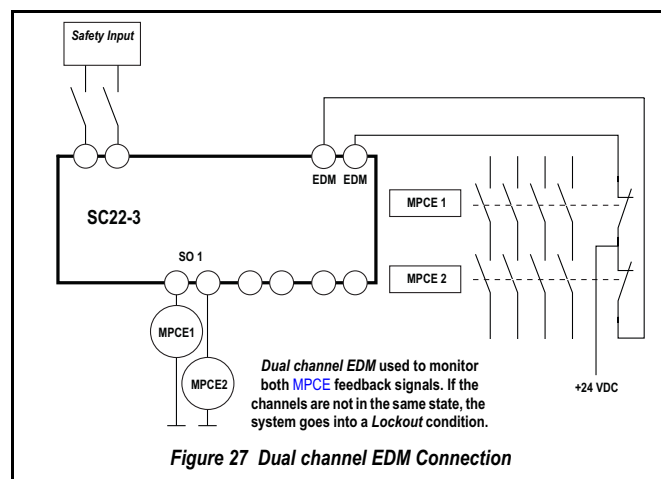 Safety Input
EDM EDM
SC22-3
MPCE 1
SO 1
MPCE 2
MPCE1
MPCE2
Dual channel EDM used to monitor
both MPCE feedback signals. If the
channels are not in the same state, the
system goes into a Lockout condition.
+24 VDC
Figure 27 Dual channel EDM Connection